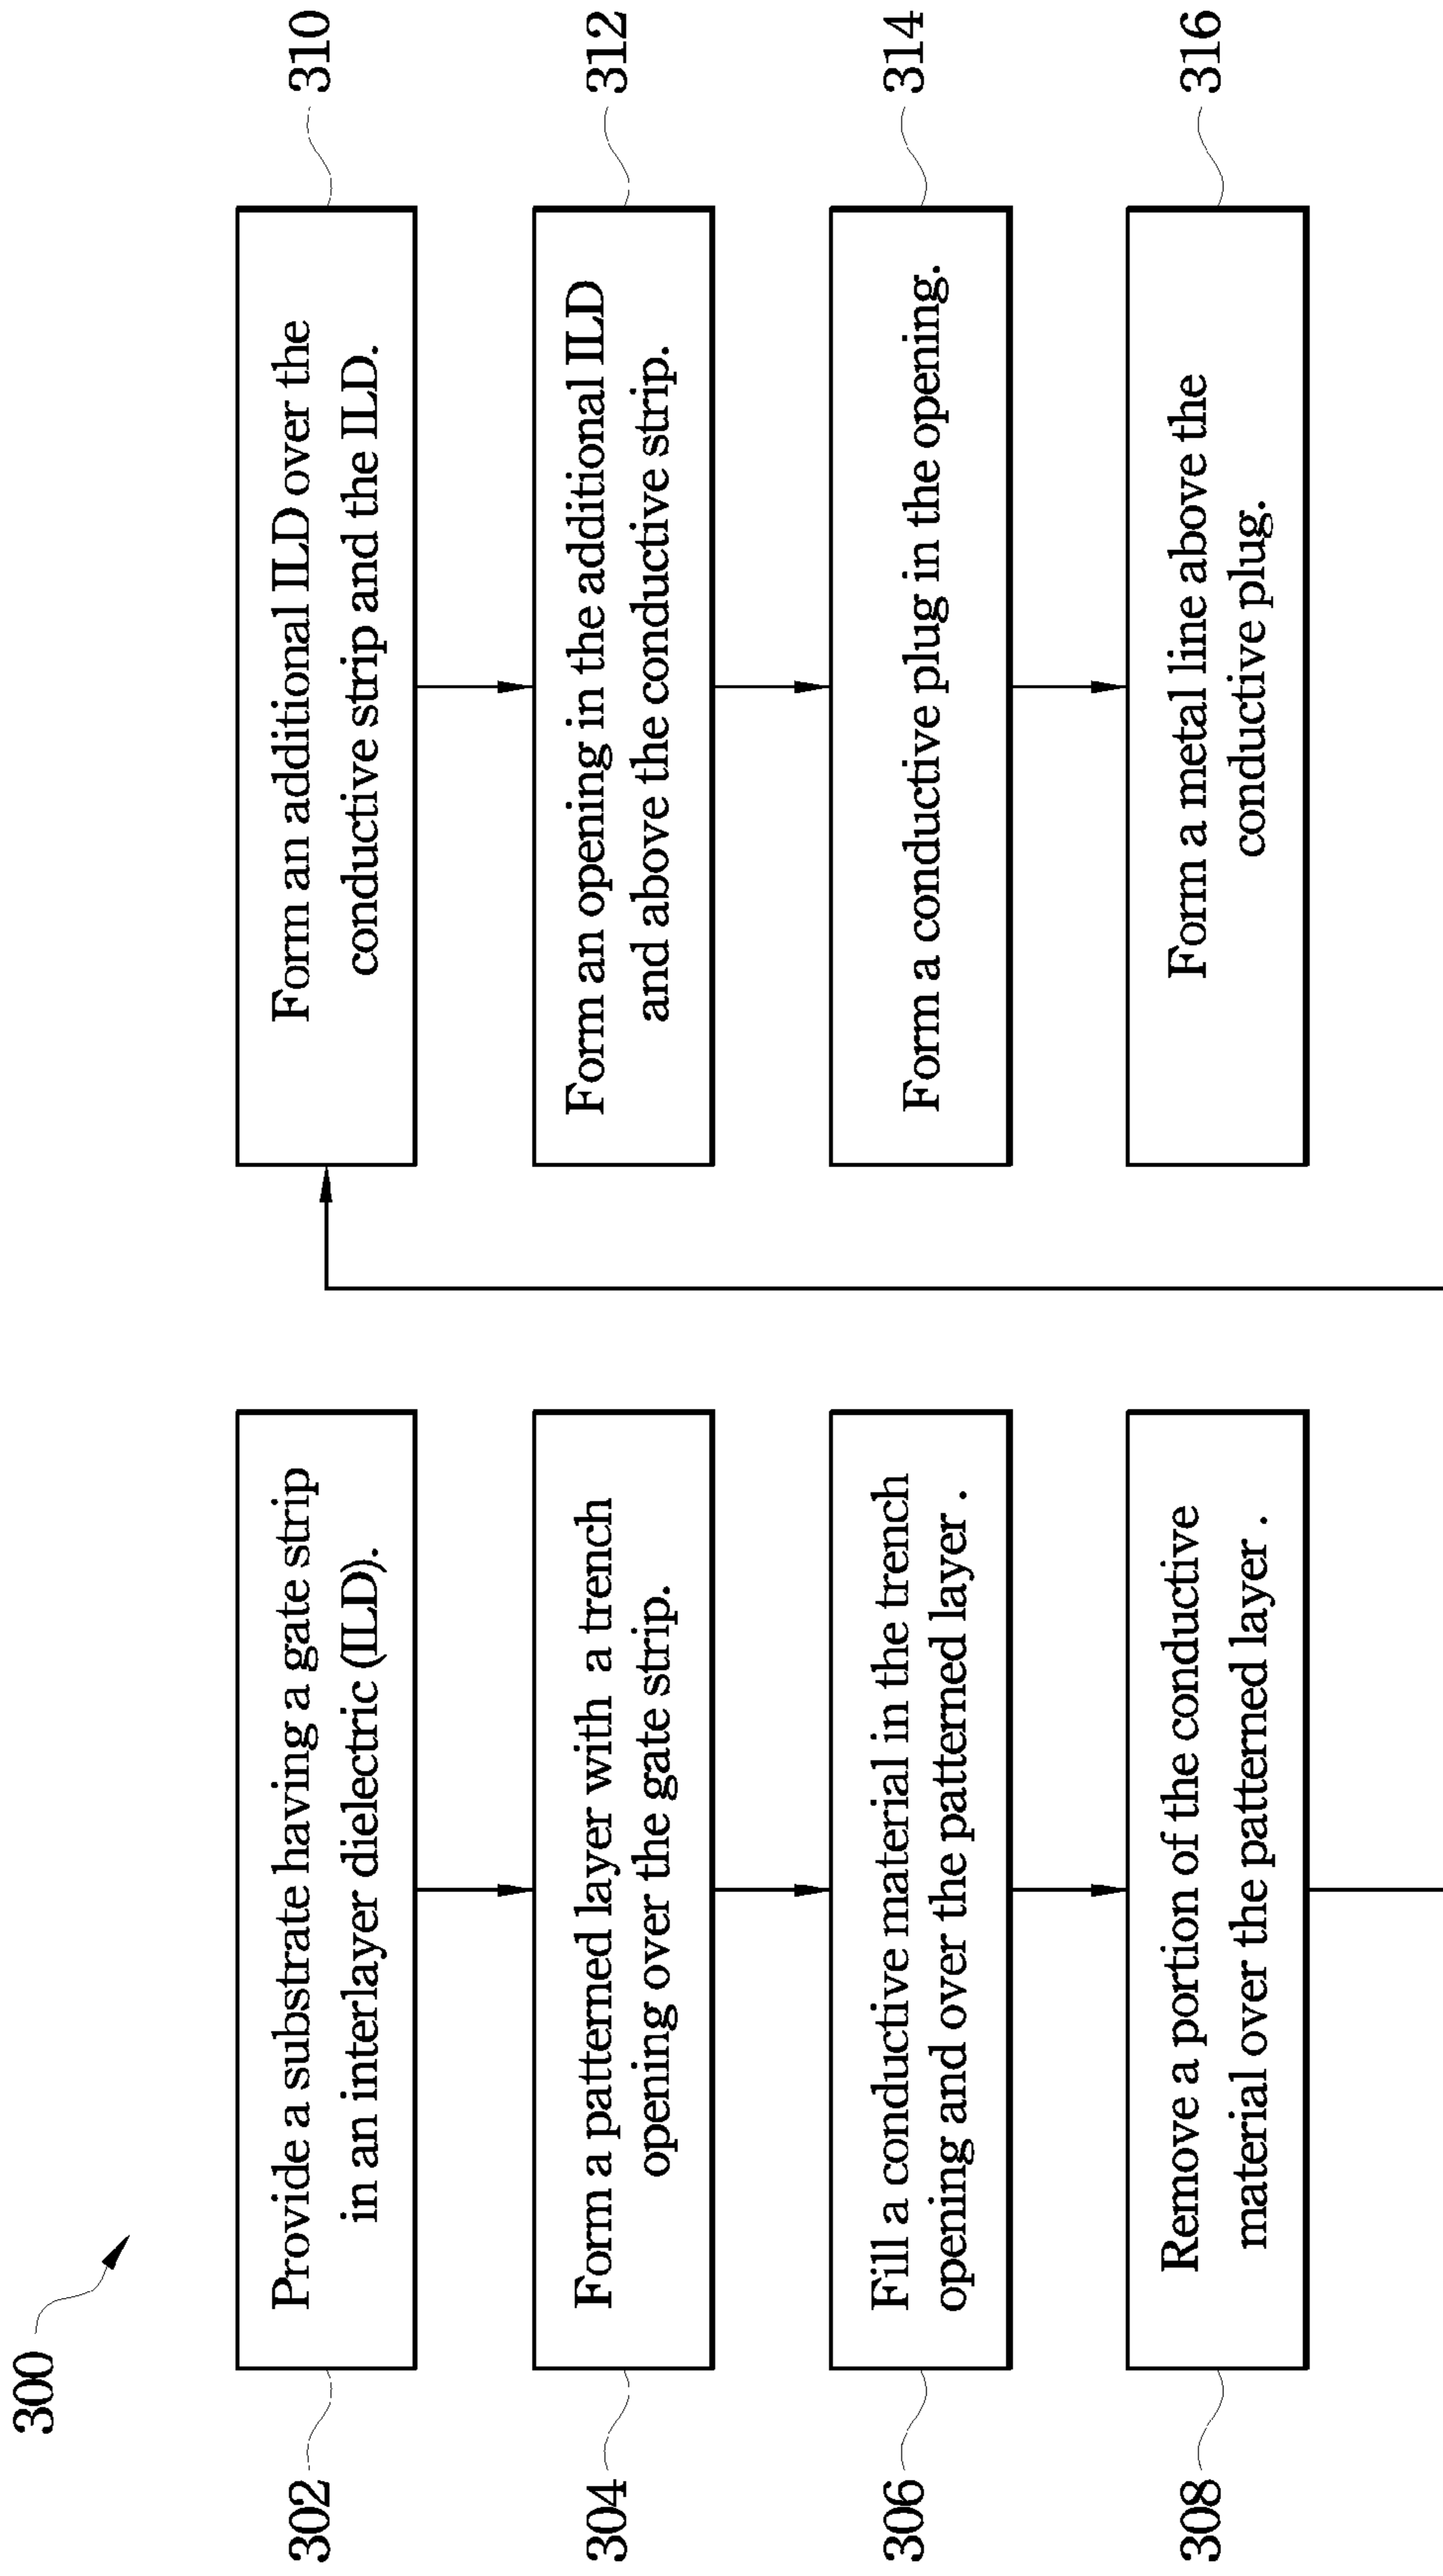 300
302
Provide a substrate having a gate strip
in an interlayer dielectric (ILD).
304
Form a patterned layer with a trench
opening over the gate strip.
306
Fill a conductive material in the trench
opening and over the patterned layer .
308
Remove a portion of the conductive
material over the patterned layer .
310
Form an additional ILD over the
conductive strip and the ILD.
312
Form an opening in the additional ILD
and above the conductive strip.
314
Form a conductive plug in the opening.
316
Form a metal line above the
conductive plug.